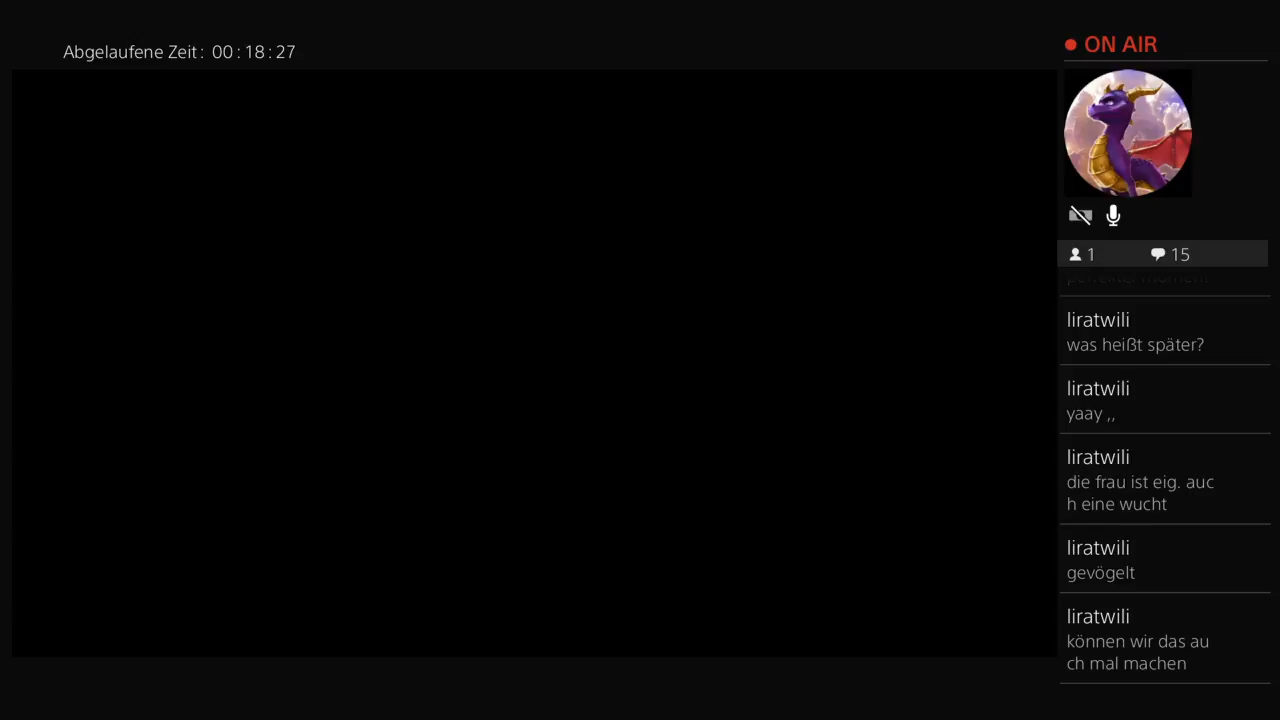 Abgelaufene Zeit: 00:18:27
ON AIR
1
15
liratwili
was heißt später?
liratwili
yaay ,,
liratwili
die frau ist eig. auc
h eine wucht
liratwili
gevögelt
liratwili
können wir das au
ch mal machen